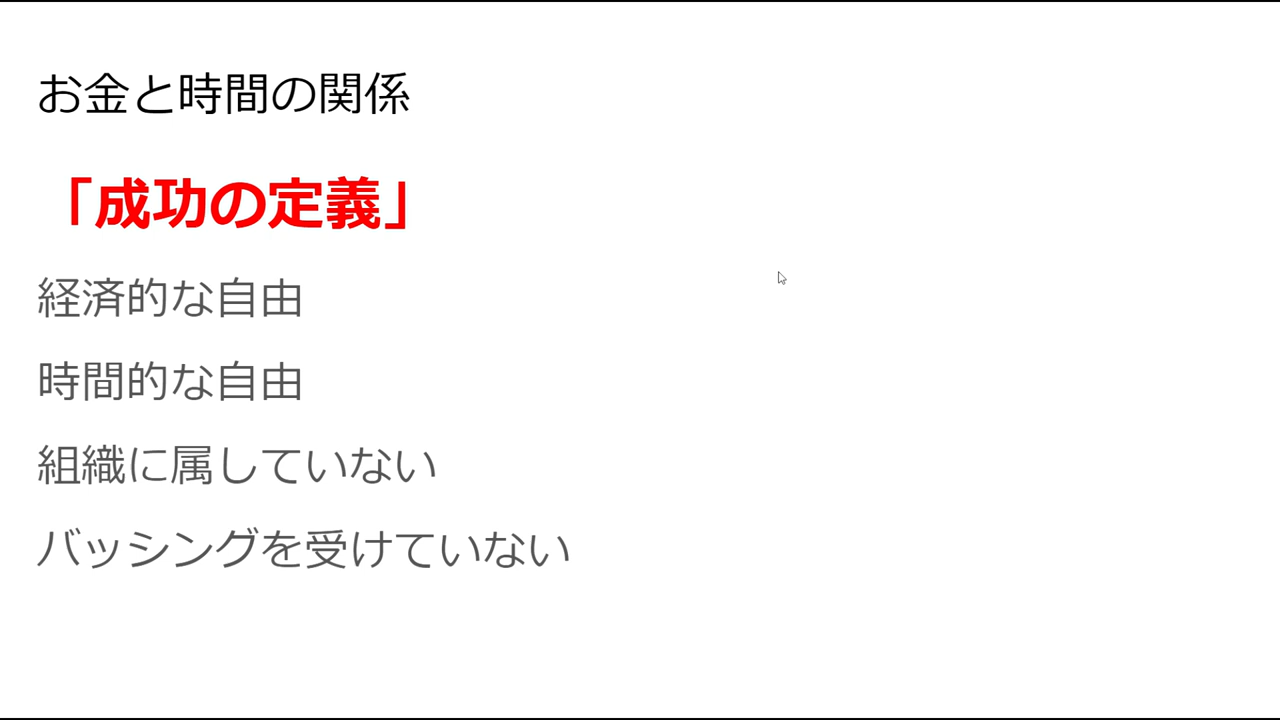 お金と時間の関係
「成功の定義」
経済的な自由
時間的な自由
組織に属していない
バッシングを受けていない